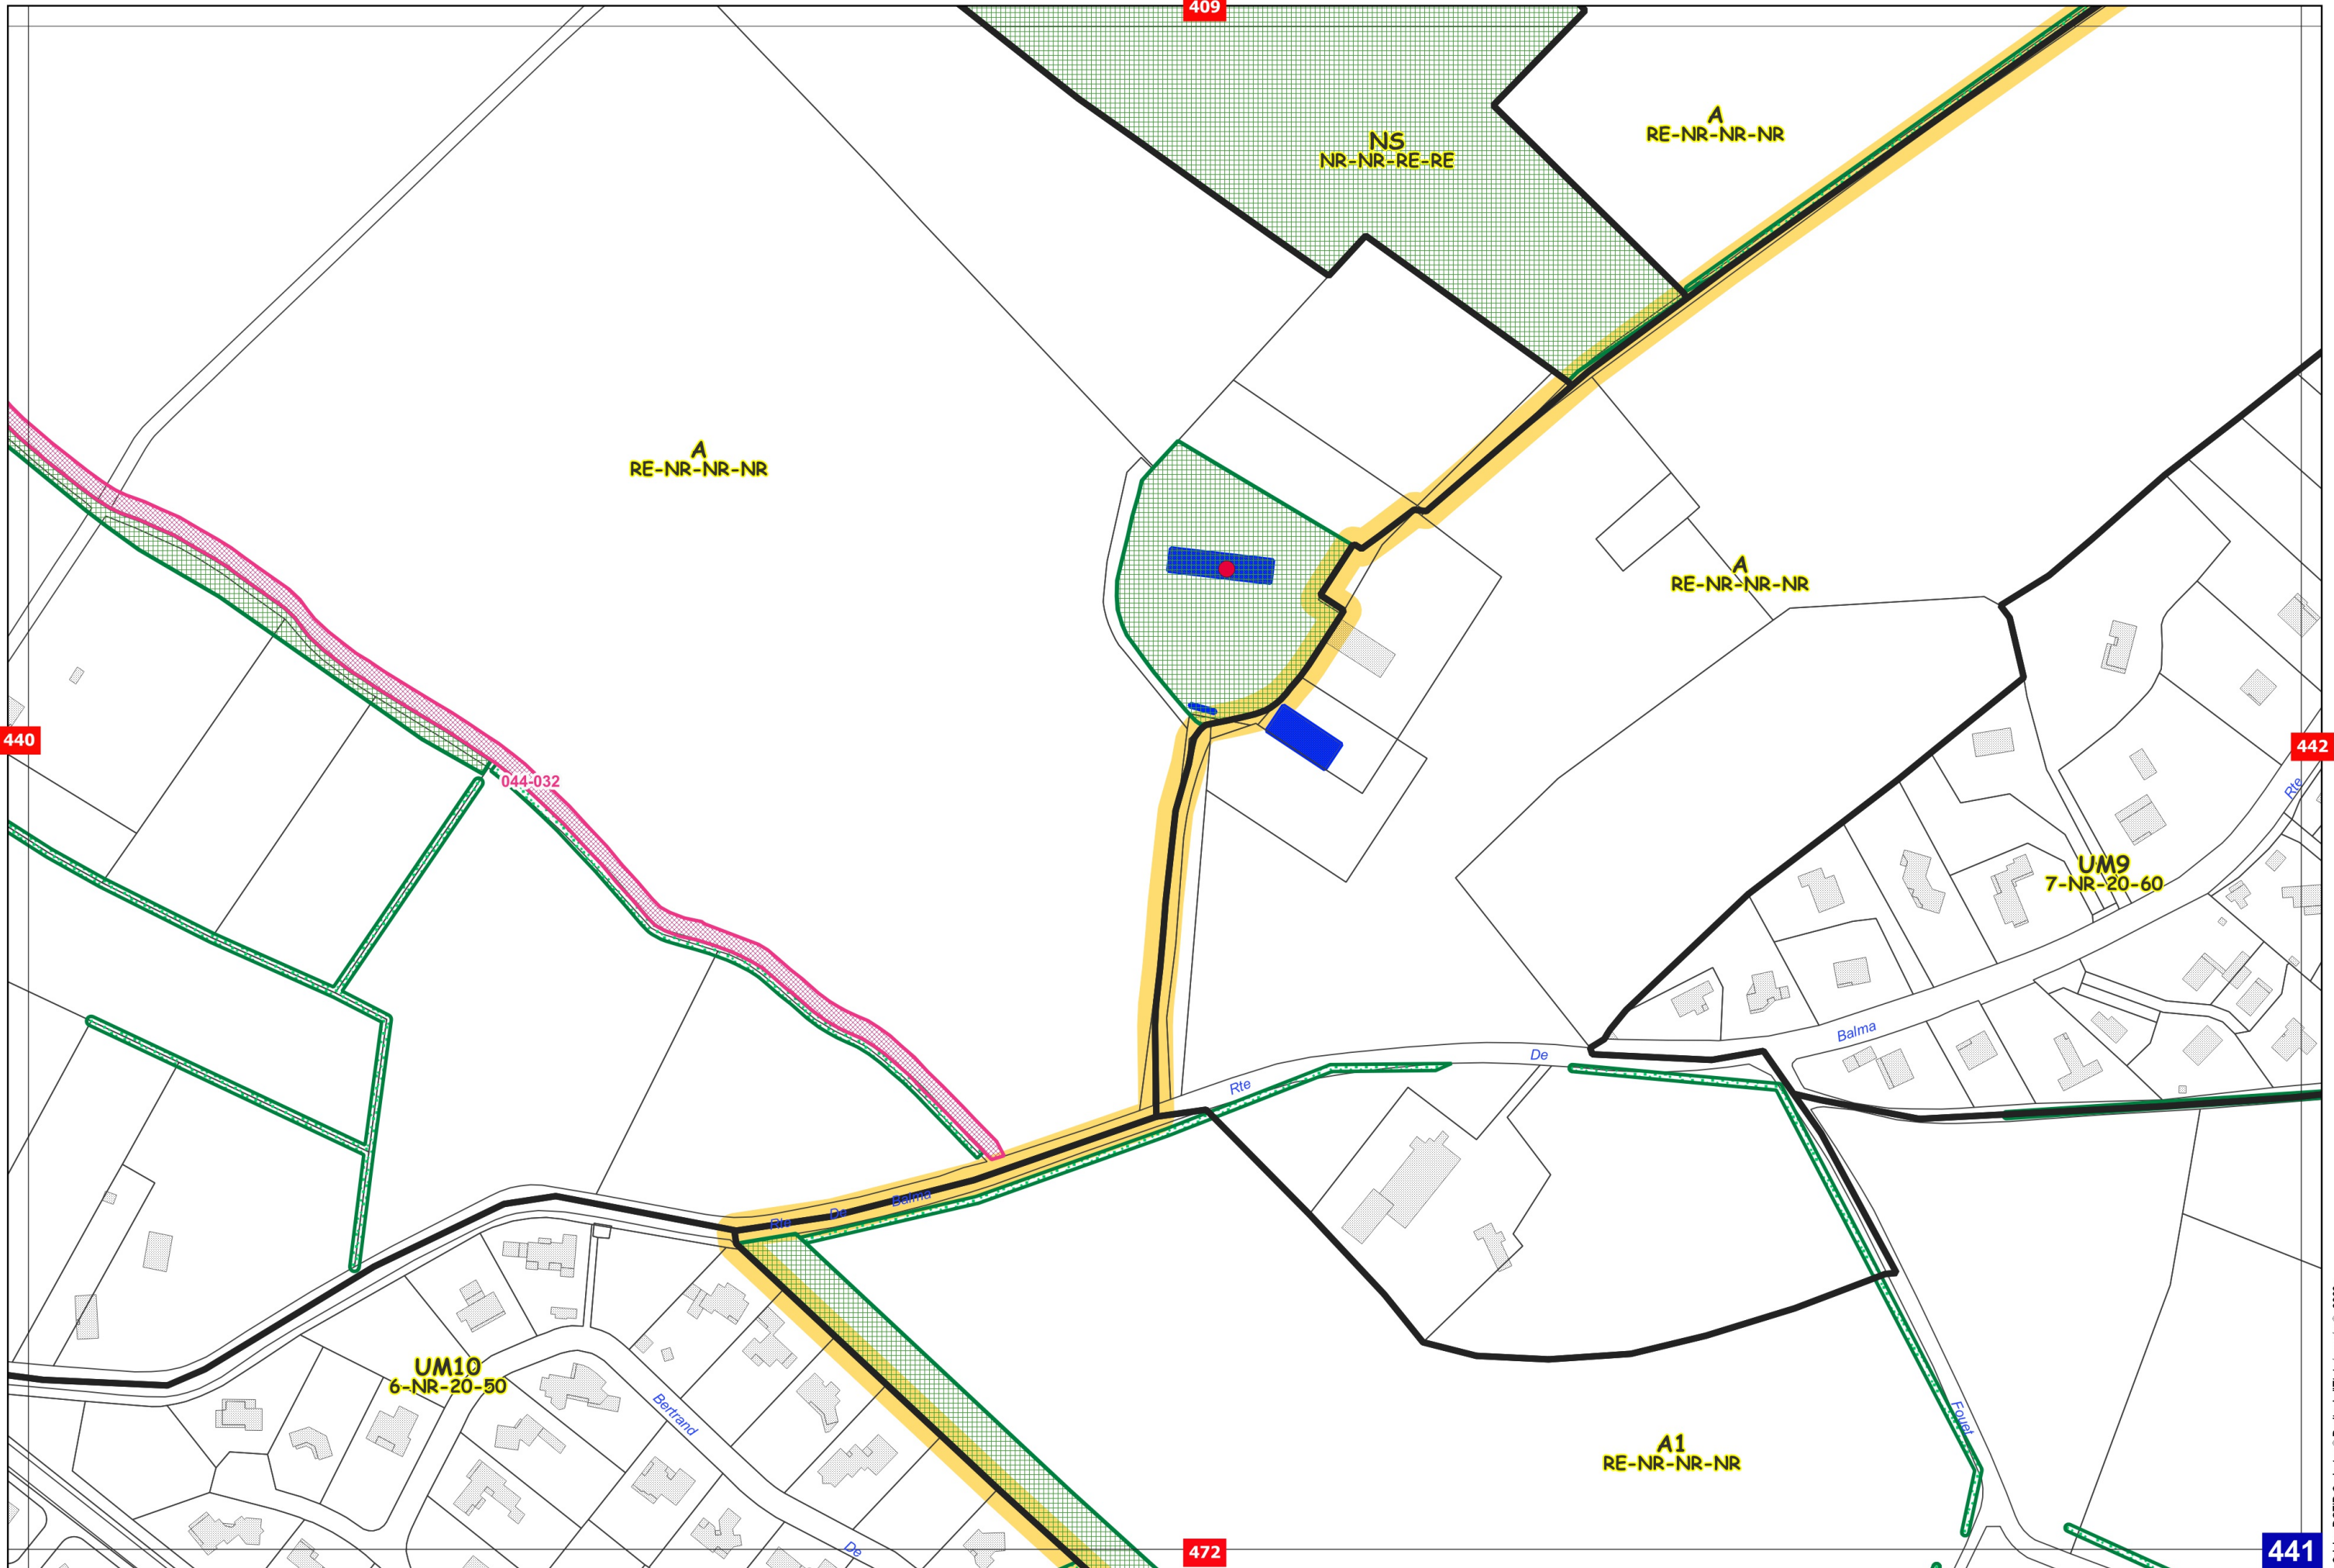 409
A
RE-NR-NR-NR
NS
NR-NR-RE-RE
A
RE-NR-NR-NR
A
RE-NR-NR-NR
440
442
044-032
Rte
UM9
7-NR-20-60
Balma
De
Rte
Balma
De
Rte
UM10
6-NR-20-50
Bertrand
De
Fouet
A1
RE-NR-NR-NR
472
441